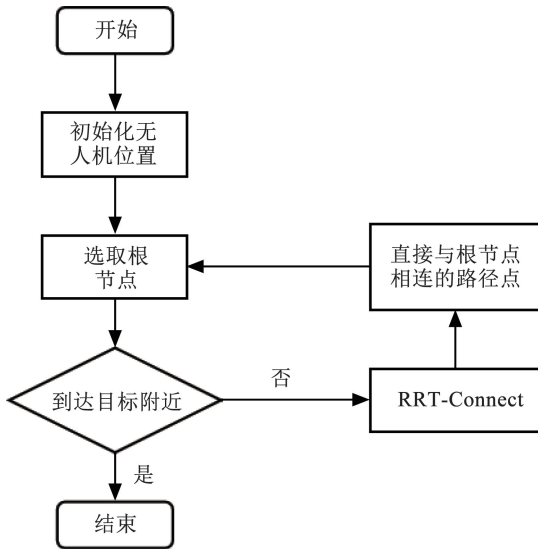 开始
初始化无
人机位置
选取根
节点
直接与根节点
相连的路径点
到达目标附近
否
RRT-Connect
是
结束